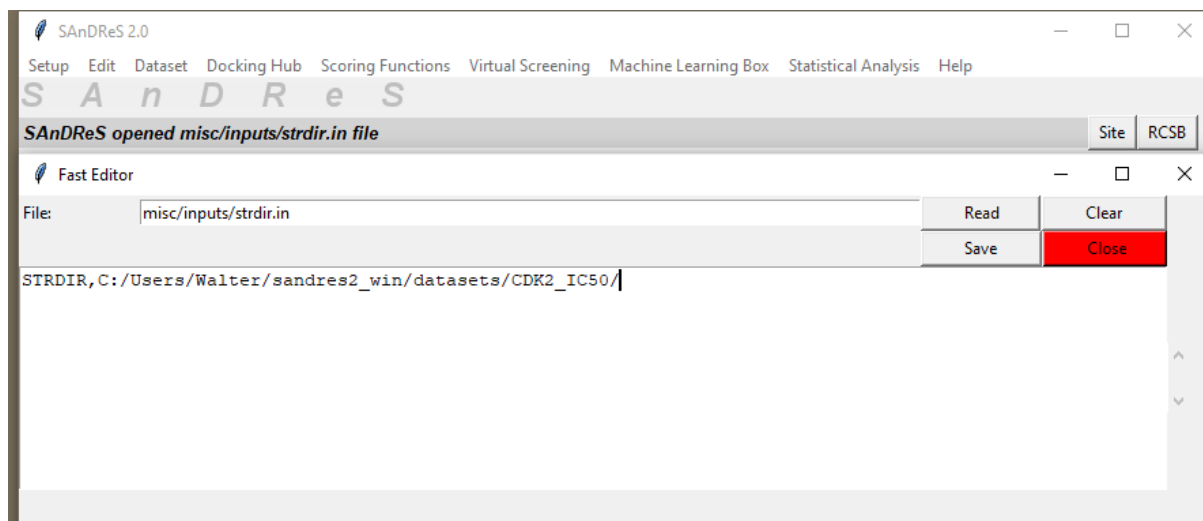 SAnDReS 2.0
Setup Edit Dataset Docking Hub Scoring Functions Virtual Screening Machine Learning Box Statistical Analysis Help
S A n D R e S
SAnDReS opened misc/inputs/strdir.in file Site RCSB
Fast Editor
File: misc/inputs/strdir.in Read Clear
Save Close
STRDIR,C:/Users/Walter/sandres2_win/datasets/CDK2_IC50/